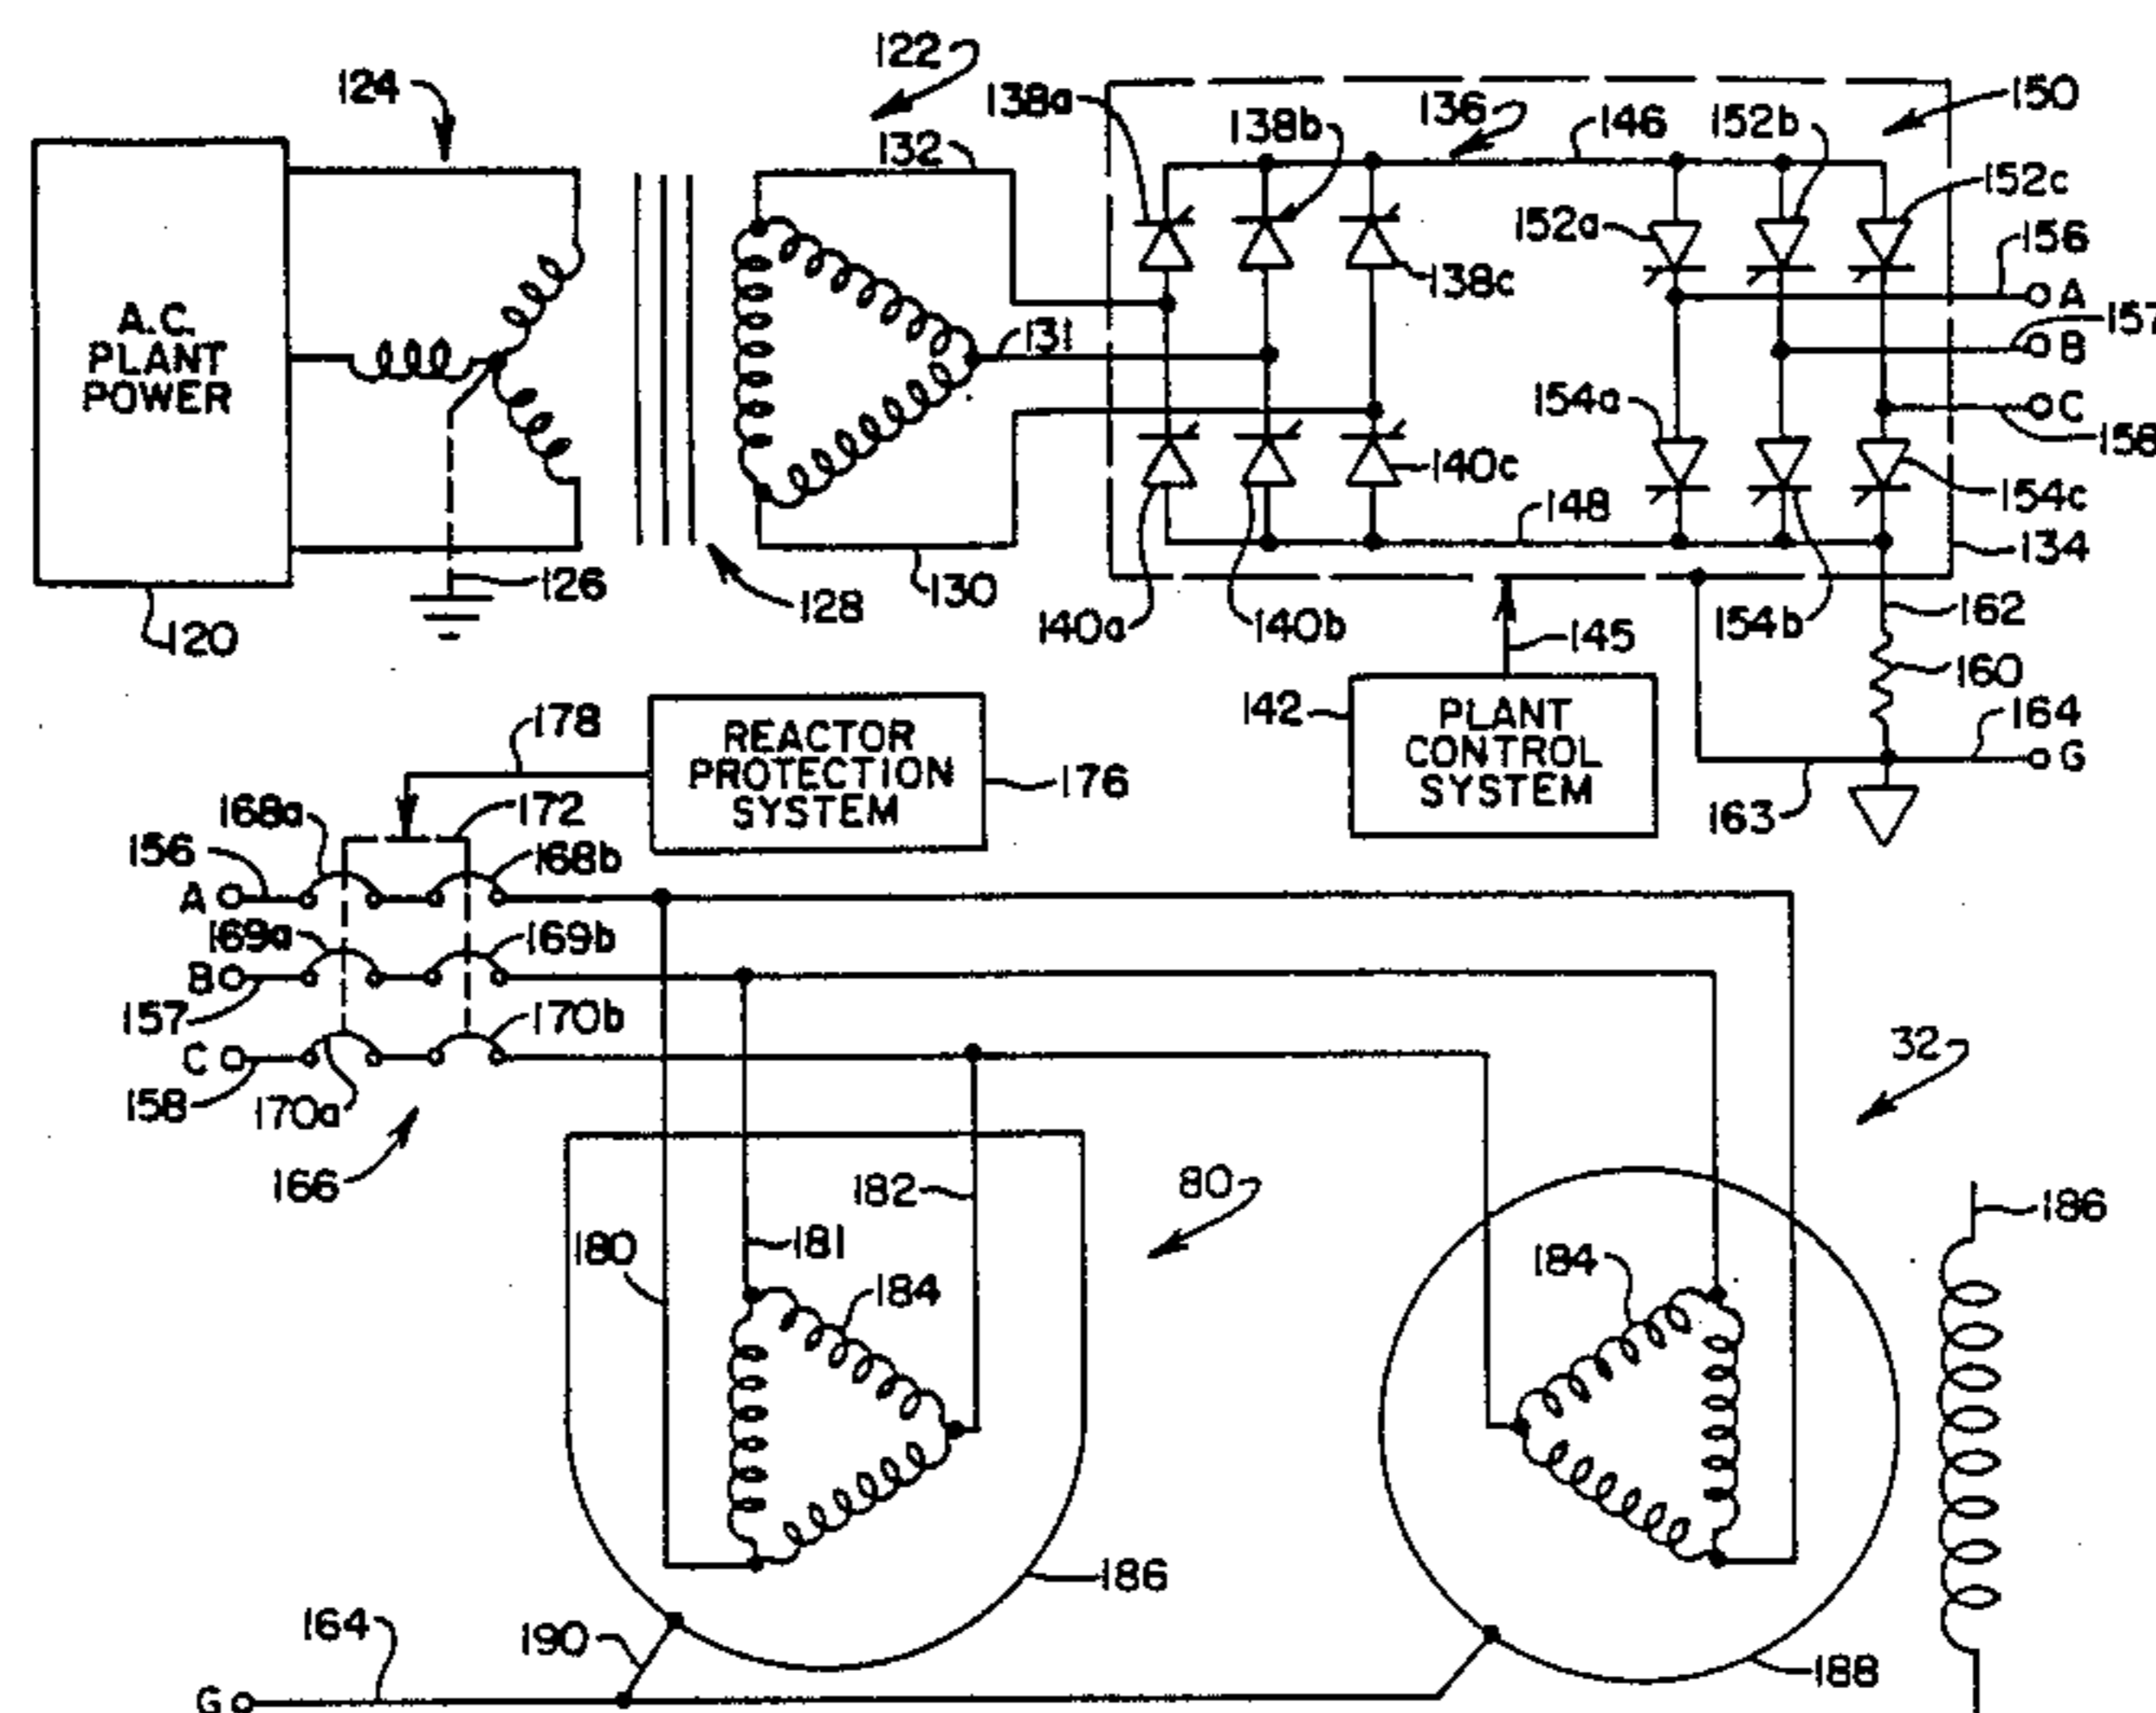 122
124
138a
136
146
152b
150
138b
132
152c
152a
156
138c
A
A.C.
PLANT
POWER
131
157
B
154a
C
158
140c
154c
148
134
126
130
128
162
140a
140b
145
154b
120
160
142
PLANT
CONTROL
SYSTEM
164
G
163
178
REACTOR
PROTECTION
SYSTEM
176
168a
172
156
168b
A
169a
169b
B
157
170b
C
32
158
170a
166
182
80
186
181
180
184
184
186
164
190
188
G